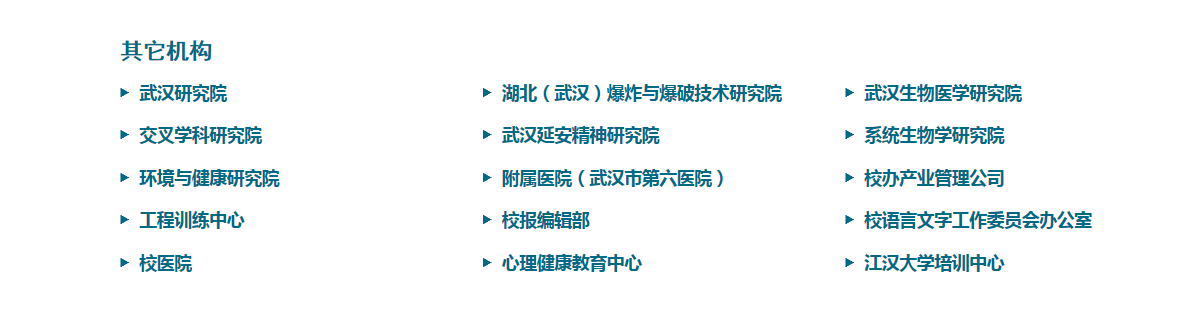 其它机构
武汉研究院
湖北（武汉）爆炸与爆破技术研究院
武汉生物医学研究院
交叉学科研究院
武汉延安精神研究院
系统生物学研究院
环境与健康研究院
附属医院（武汉市第六医院）
校办产业管理公司
工程训练中心
校报编辑部
校语言文字工作委员会办公室
校医院
心理健康教育中心
江汉大学培训中心